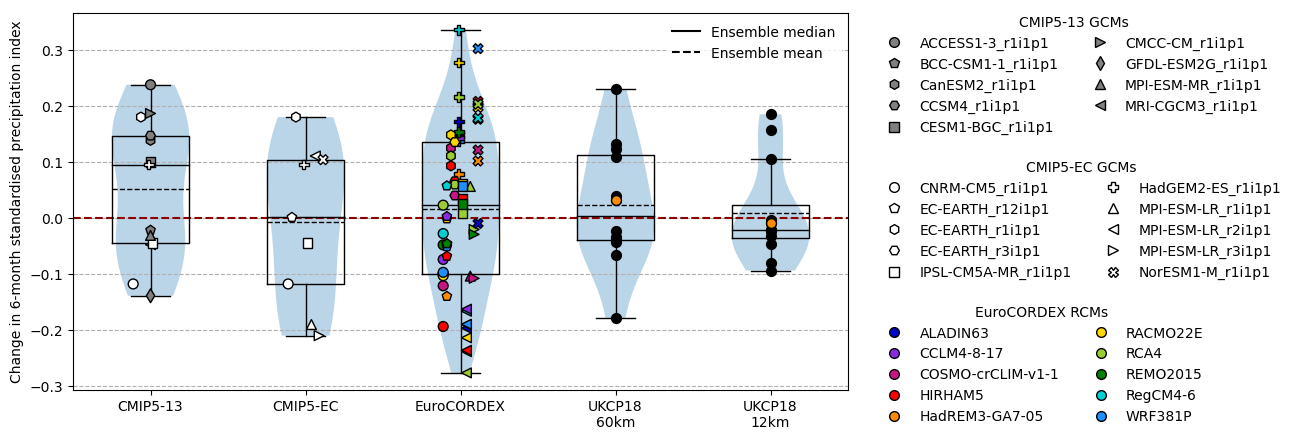 Change in 6-month standardised precipitation index
0.3
0.2
0.1
0.0
−0.1
−0.2
−0.3
Ensemble median
Ensemble mean
CMIP5-13
CMIP5-EC
EuroCORDEX
UKCP18
60km
UKCP18
12km
CMIP5-13 GCMs
ACCESS1-3_r1i1p1
BCC-CSM1-1_r1i1p1
CanESM2_r1i1p1
CCSM4_r1i1p1
CESM1-BGC_r1i1p1
CMCC-CM_r1i1p1
GFDL-ESM2G_r1i1p1
MPI-ESM-MR_r1i1p1
MRI-CGCM3_r1i1p1
CMIP5-EC GCMs
CNRM-CM5_r1i1p1
EC-EARTH_r12i1p1
EC-EARTH_r1i1p1
EC-EARTH_r3i1p1
IPSL-CM5A-MR_r1i1p1
HadGEM2-ES_r1i1p1
MPI-ESM-LR_r1i1p1
MPI-ESM-LR_r2i1p1
MPI-ESM-LR_r3i1p1
NorESM1-M_r1i1p1
EuroCORDEX RCMs
ALADIN63
CCLM4-8-17
COSMO-crCLIM-v1-1
HIRHAM5
HadREM3-GA7-05
RACMO22E
RCA4
REMO2015
RegCM4-6
WRF381P